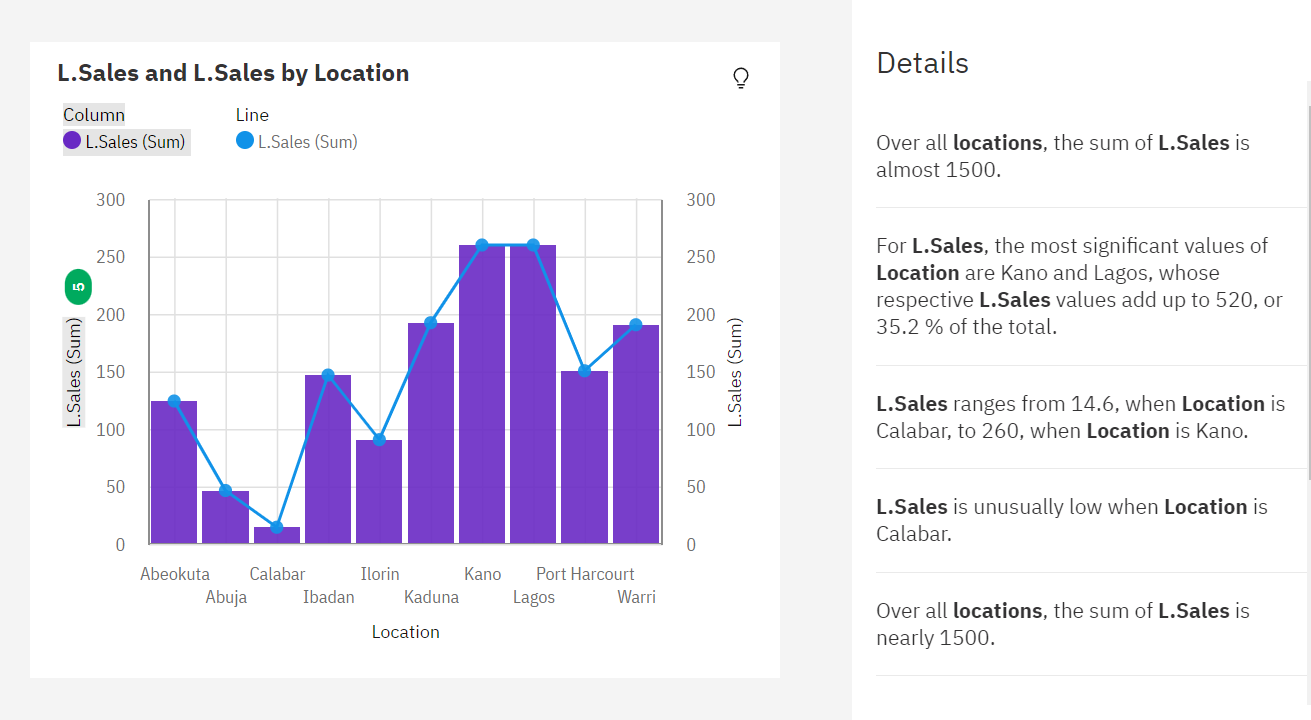 L.Sales and L.Sales by Location
Column
Line
L.Sales (Sum)
L.Sales (Sum)
300
250
200
150
100
50
0
5
L.Sales (Sum)
300
250
200
150
100
50
0
L.Sales (Sum)
Abeokuta
Calabar
Ilorin
Kano
Port Harcourt
Abuja
Ibadan
Kaduna
Lagos
Warri
Location
Details
Over all locations, the sum of L.Sales is
almost 1500.
For L.Sales, the most significant values of
Location are Kano and Lagos, whose
respective L.Sales values add up to 520, or
35.2 % of the total.
L.Sales ranges from 14.6, when Location is
Calabar, to 260, when Location is Kano.
L.Sales is unusually low when Location is
Calabar.
Over all locations, the sum of L.Sales is
nearly 1500.